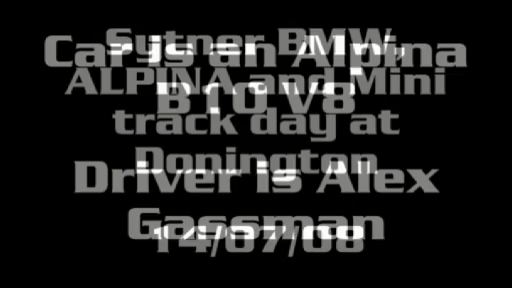 Sytner BMW,
ALPINA and Mini
track day at
Donington
14/07/08
Car is an Alpina
B10 V8
Driver is Alex
Gassman